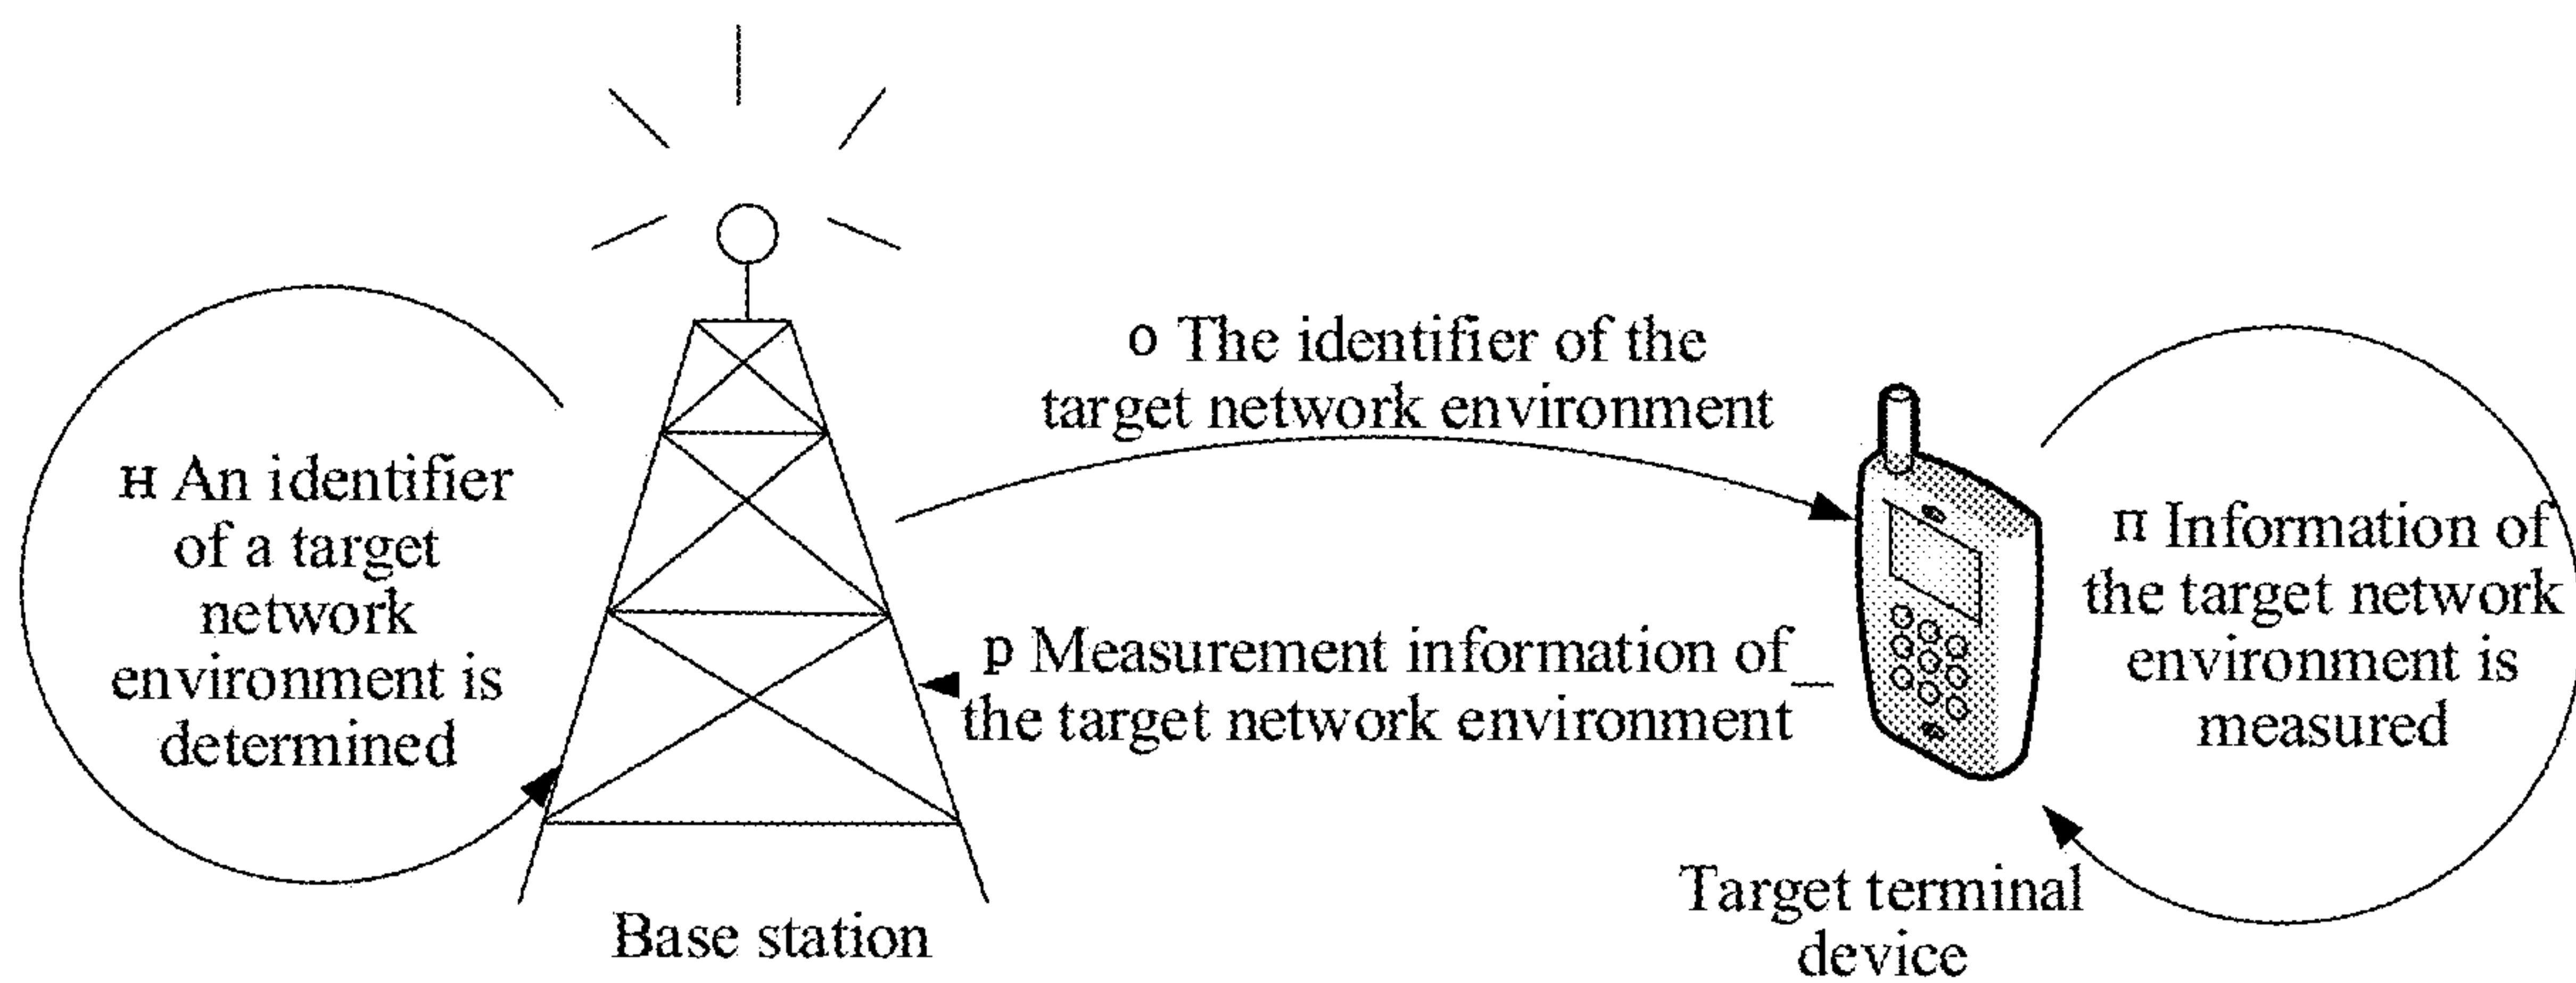 н An identifier
of a target
network
environment is
determined
о The identifier of the
target network environment
р Measurement information of
the target network environment
п Information of
the target network
environment is
measured
Base station
Target terminal
device